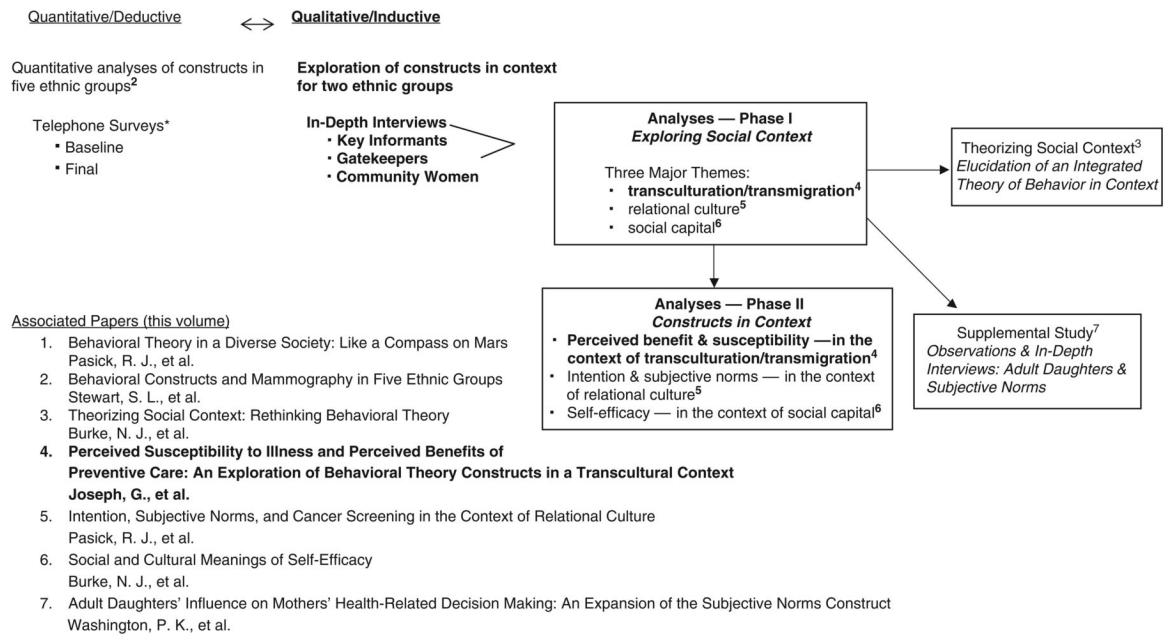 Quantitative/Deductive
Qualitative/Inductive
Quantitative analyses of constructs in
five ethnic groups2
Telephone Surveys*
▪ Baseline
▪ Final
Exploration of constructs in context
for two ethnic groups
In-Depth Interviews
▪ Key Informants
▪ Gatekeepers
▪ Community Women
Analyses — Phase I
Exploring Social Context
Three Major Themes:
▪ transculturation/transmigration4
▪ relational culture5
▪ social capital6
Theorizing Social Context3
Elucidation of an Integrated
Theory of Behavior in Context
Analyses — Phase II
Constructs in Context
▪ Perceived benefit & susceptibility —in the
context of transculturation/transmigration4
▪ Intention & subjective norms — in the context
of relational culture5
▪ Self-efficacy — in the context of social capital6
Supplemental Study7
Observations & In-Depth
Interviews: Adult Daughters &
Subjective Norms
Associated Papers (this volume)
1. Behavioral Theory in a Diverse Society: Like a Compass on Mars
Pasick, R. J., et al.
2. Behavioral Constructs and Mammography in Five Ethnic Groups
Stewart, S. L., et al.
3. Theorizing Social Context: Rethinking Behavioral Theory
Burke, N. J., et al.
4. Perceived Susceptibility to Illness and Perceived Benefits of
Preventive Care: An Exploration of Behavioral Theory Constructs in a Transcultural Context
Joseph, G., et al.
5. Intention, Subjective Norms, and Cancer Screening in the Context of Relational Culture
Pasick, R. J., et al.
6. Social and Cultural Meanings of Self-Efficacy
Burke, N. J., et al.
7. Adult Daughters’ Influence on Mothers’ Health-Related Decision Making: An Expansion of the Subjective Norms Construct
Washington, P. K., et al.